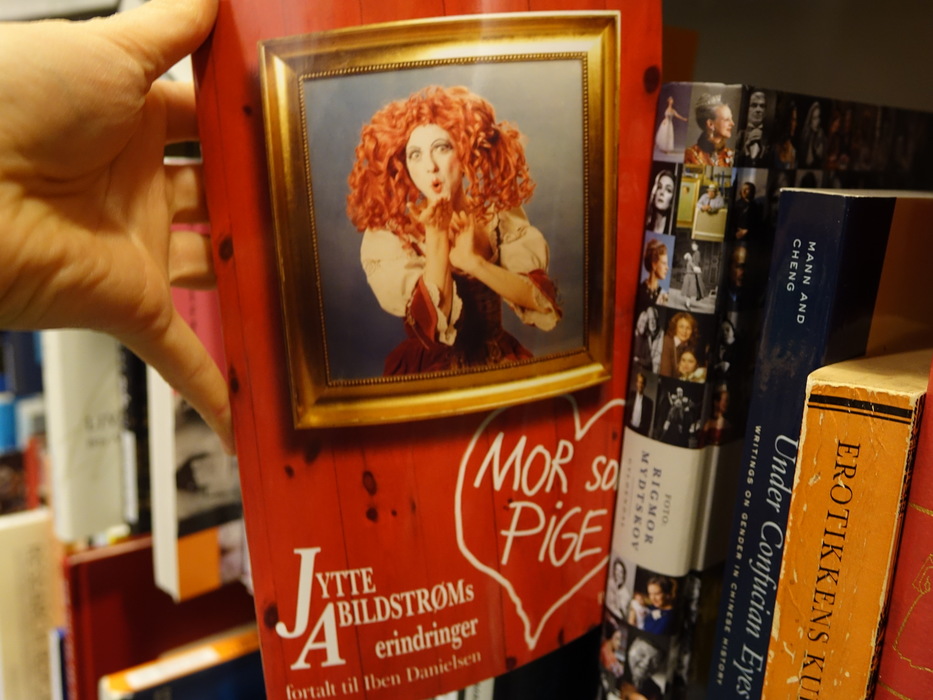 MOR SO
PIGE
JYTTE
ABILDSTRØMs
erindringer
fortalt til Iben Danielsen
FOTO
RIGMOR
MYDTSKOV
MANN AND
CHENG
Under Confucian Eyes
WRITINGS ON GENDER IN CHINESE HISTORY
EROTIKKENS KU